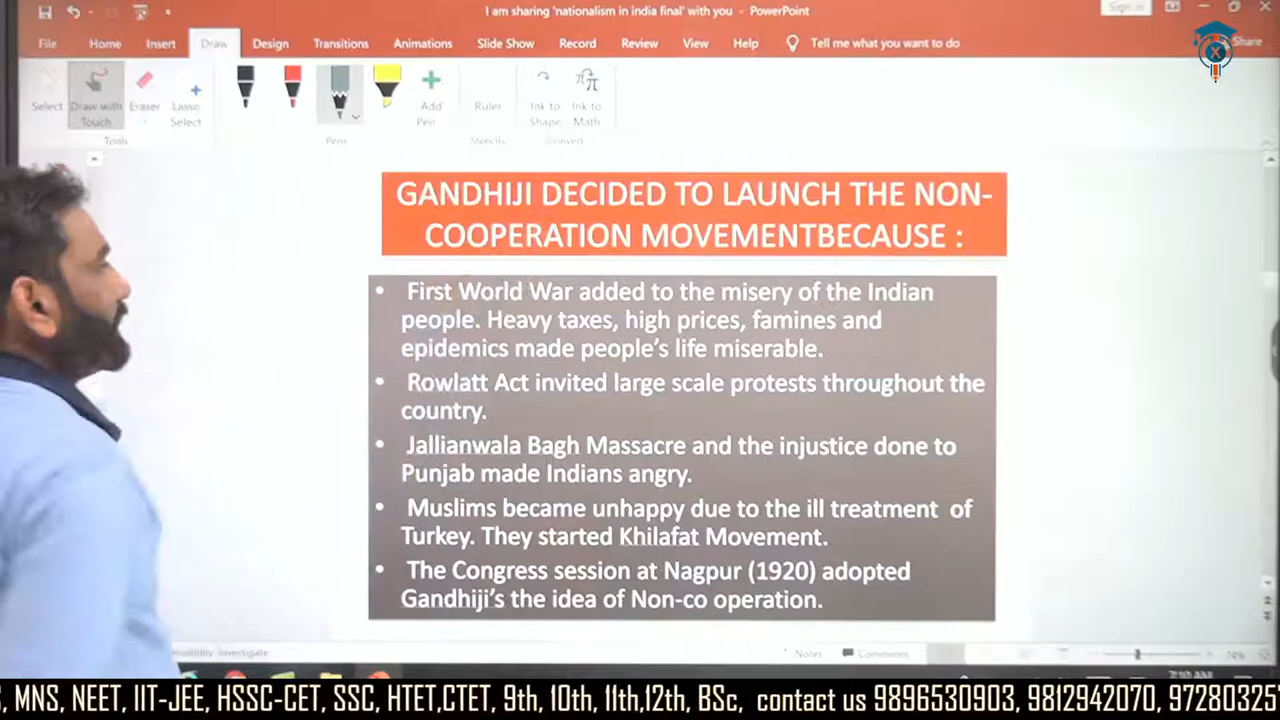 I am sharing 'nationalism in india final' with you - PowerPoint
Sign in
File Home Insert Draw Design Transitions Animations Slide Show Record Review View Help Tell me what you want to do Share
Select Draw with Touch Eraser Lasso Select Add Pen Ruler Ink to Shape Ink to Math
Tools Pens Stencils Convert
X
GANDHIJI DECIDED TO LAUNCH THE NON-
COOPERATION MOVEMENTBECAUSE :
• First World War added to the misery of the Indian
people. Heavy taxes, high prices, famines and
epidemics made people's life miserable.
• Rowlatt Act invited large scale protests throughout the
country.
• Jallianwala Bagh Massacre and the injustice done to
Punjab made Indians angry.
• Muslims became unhappy due to the ill treatment of
Turkey. They started Khilafat Movement.
• The Congress session at Nagpur (1920) adopted
Gandhiji's the idea of Non-co operation.
Investigate Notes Comments 74%
MNS, NEET, IIT-JEE, HSSC-CET, SSC, HTET,CTET, 9th, 10th, 11th,12th, BSc, contact us 9896530903, 9812942070, 972803257